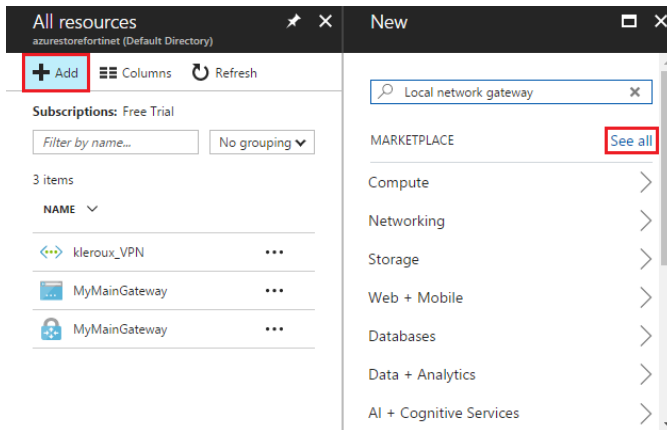 All resources
azurestorefortinet (Default Directory)
Add
Columns
Refresh
Subscriptions: Free Trial
Filter by name...
No grouping
3 items
NAME
kleroux_VPN
MyMainGateway
MyMainGateway
New
Local network gateway
MARKETPLACE
See all
Compute
Networking
Storage
Web + Mobile
Databases
Data + Analytics
AI + Cognitive Services